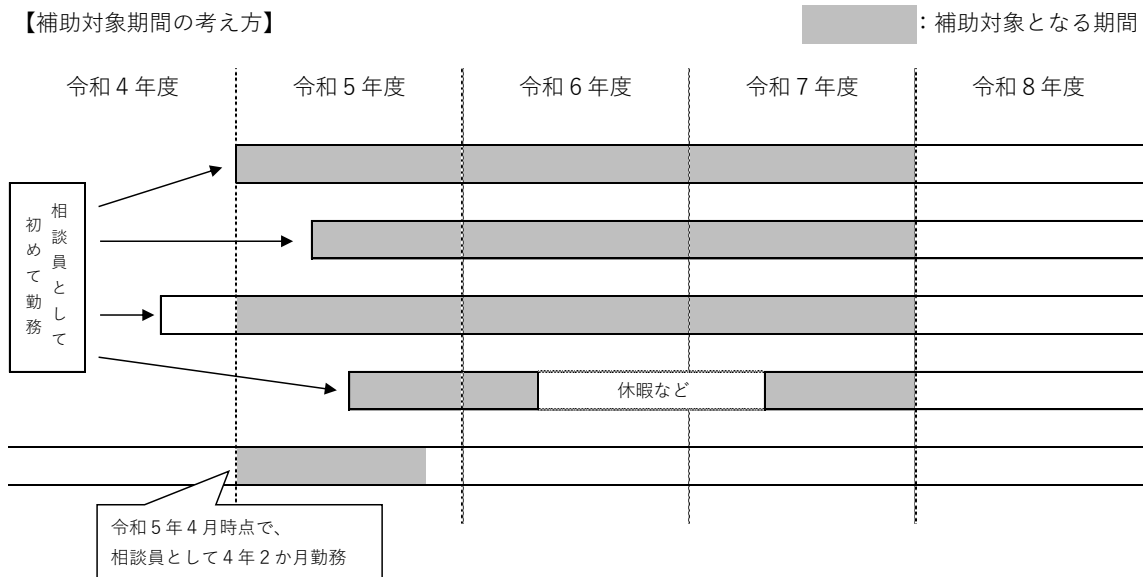 【補助対象期間の考え方】
：補助対象となる期間
令和４年度
令和５年度
令和６年度
令和７年度
令和８年度
相談員として
初めて勤務
休暇など
令和５年４月時点で、
相談員として４年２か月勤務